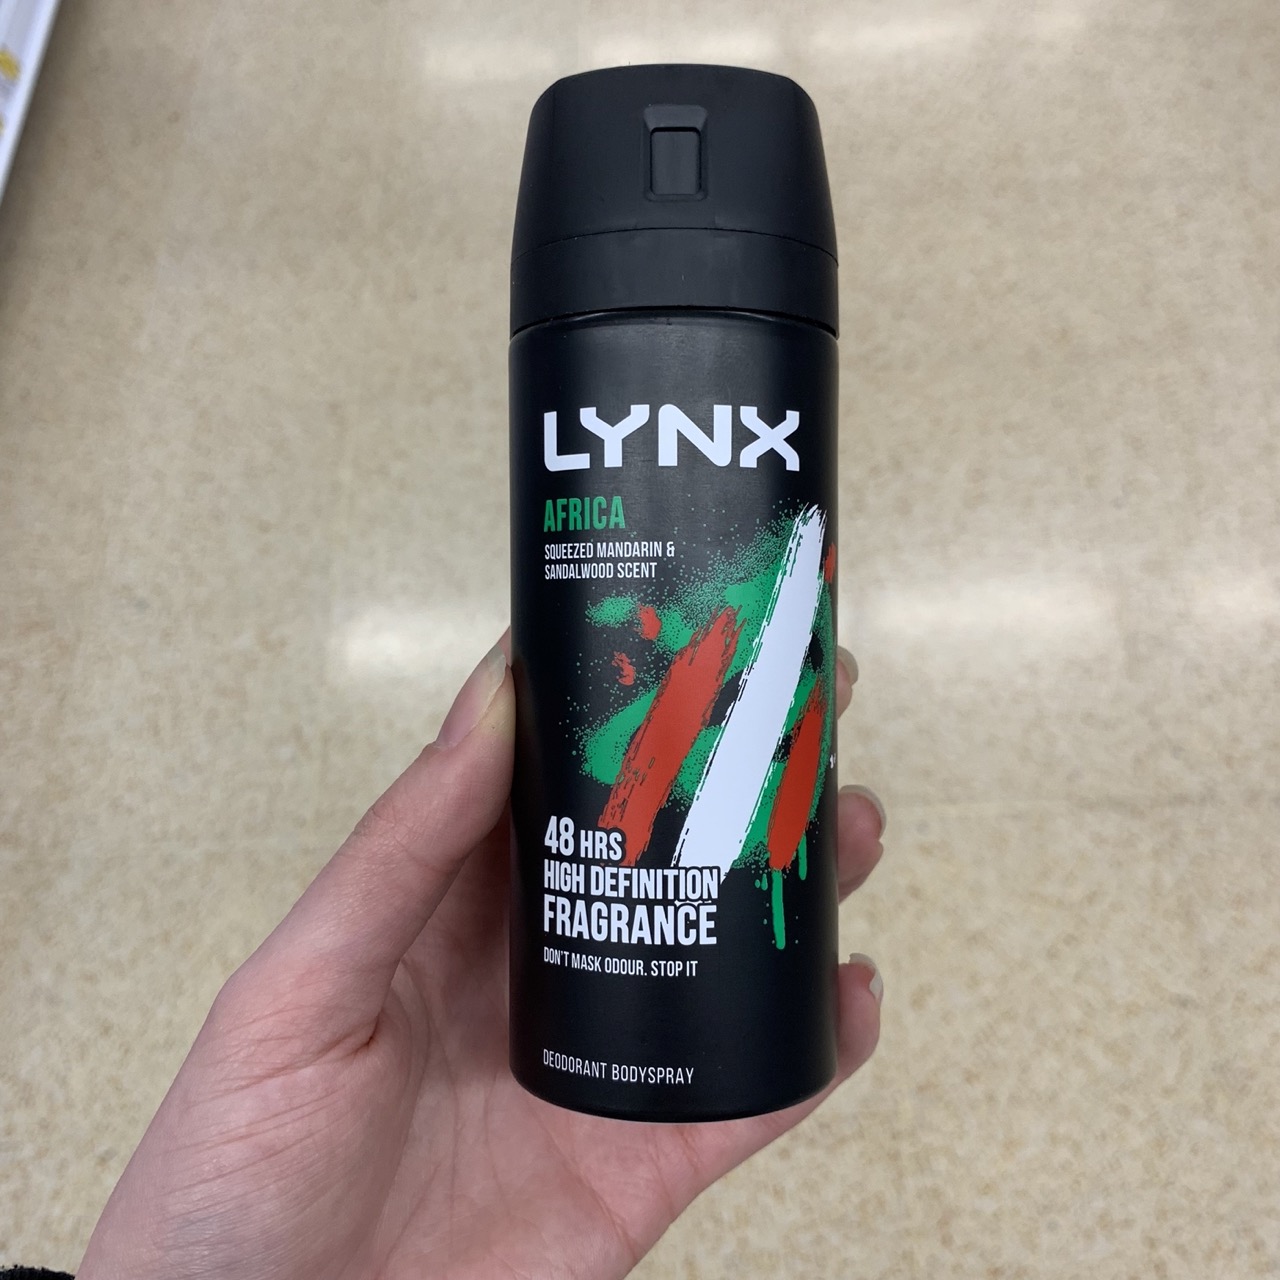 LYNX
AFRICA
SQUEEZED MANDARIN &
SANDALWOOD SCENT
48 HRS
HIGH DEFINITION
FRAGRANCE
DON'T MASK ODOUR. STOP IT
DEODORANT BODYSPRAY